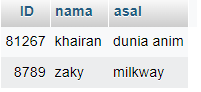 ID nama asal
81267 khairan dunia anim
8789 zaky milkway